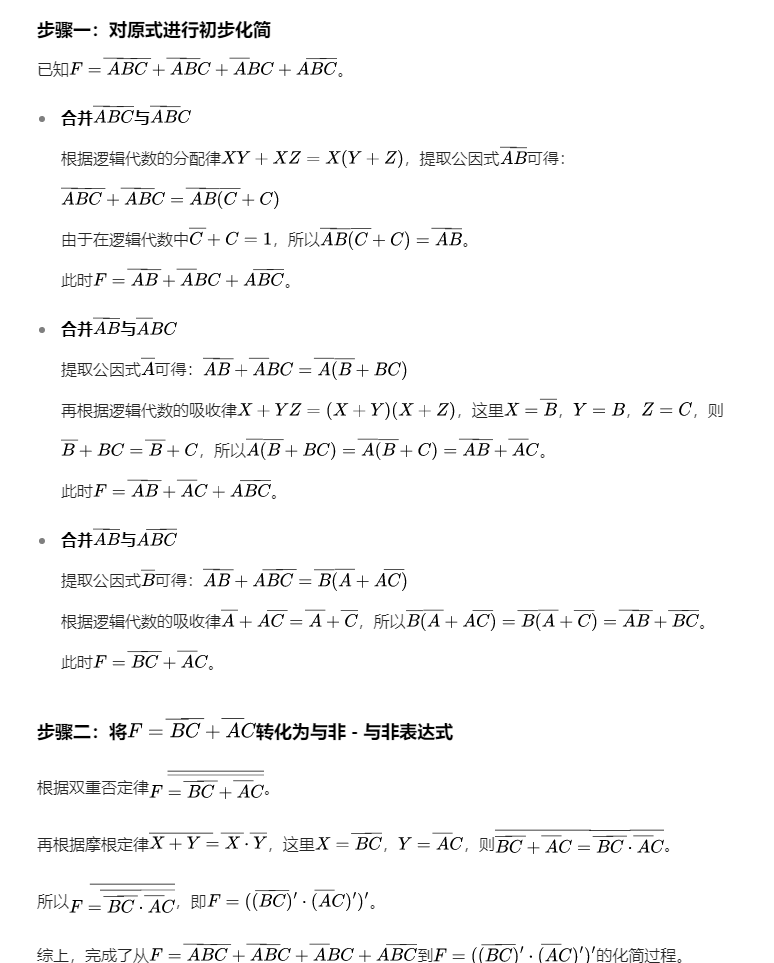 步骤一：对原式进行初步化简
已知$F = \overline{A}\overline{B}\overline{C} + \overline{A}\overline{B}C + \overline{A}BC + A\overline{B}\overline{C}$。
• 合并$\overline{A}\overline{B}\overline{C}$与$\overline{A}\overline{B}C$
根据逻辑代数的分配律$XY + XZ = X(Y + Z)$，提取公因式$\overline{A}\overline{B}$可得：
$\overline{A}\overline{B}\overline{C} + \overline{A}\overline{B}C = \overline{A}\overline{B}(\overline{C} + C)$
由于在逻辑代数中$\overline{C} + C = 1$，所以$\overline{A}\overline{B}(\overline{C} + C) = \overline{A}\overline{B}$。
此时$F = \overline{A}\overline{B} + \overline{A}BC + A\overline{B}\overline{C}$。
• 合并$\overline{A}\overline{B}$与$\overline{A}BC$
提取公因式$\overline{A}$可得：$\overline{A}\overline{B} + \overline{A}BC = \overline{A}(\overline{B} + BC)$
再根据逻辑代数的吸收律$X + YZ = (X + Y)(X + Z)$，这里$X = \overline{B}$，$Y = B$，$Z = C$，则
$\overline{B} + BC = \overline{B} + C$，所以$\overline{A}(\overline{B} + BC) = \overline{A}(\overline{B} + C) = \overline{A}\overline{B} + \overline{A}C$。
此时$F = \overline{A}\overline{B} + \overline{A}C + A\overline{B}\overline{C}$。
• 合并$\overline{A}\overline{B}$与$A\overline{B}\overline{C}$
提取公因式$\overline{B}$可得：$\overline{A}\overline{B} + A\overline{B}\overline{C} = \overline{B}(\overline{A} + A\overline{C})$
根据逻辑代数的吸收律$\overline{A} + A\overline{C} = \overline{A} + \overline{C}$，所以$\overline{B}(\overline{A} + A\overline{C}) = \overline{B}(\overline{A} + \overline{C}) = \overline{A}\overline{B} + \overline{B}\overline{C}$。
此时$F = \overline{B}\overline{C} + \overline{A}C$。
步骤二：将$F = \overline{B}\overline{C} + \overline{A}C$转化为与非 - 与非表达式
根据双重否定律$F = \overline{\overline{\overline{B}\overline{C} + \overline{A}C}}$。
再根据摩根定律$\overline{X + Y} = \overline{X} \cdot \overline{Y}$，这里$X = \overline{B}\overline{C}$，$Y = \overline{A}C$，则$\overline{\overline{B}\overline{C} + \overline{A}C} = \overline{\overline{B}\overline{C}} \cdot \overline{\overline{A}C}$。
所以$F = \overline{\overline{\overline{B}\overline{C}} \cdot \overline{\overline{A}C}}$，即$F = ((\overline{B}\overline{C})' \cdot (\overline{A}C)')'$。
综上，完成了从$F = \overline{A}\overline{B}\overline{C} + \overline{A}\overline{B}C + \overline{A}BC + A\overline{B}\overline{C}$到$F = ((\overline{B}\overline{C})' \cdot (\overline{A}C)')'$的化简过程。